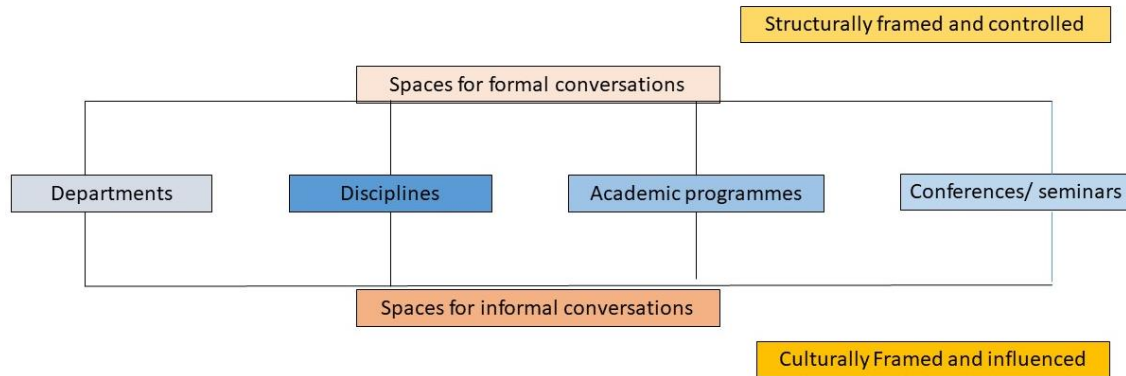 Structurally framed and controlled
Spaces for formal conversations
Departments
Disciplines
Academic programmes
Conferences/ seminars
Spaces for informal conversations
Culturally Framed and influenced